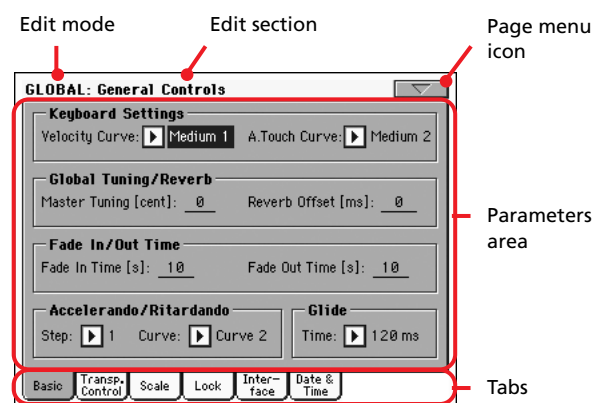 Edit mode
Edit section
Page menu
icon
GLOBAL: General Controls
Keyboard Settings
Velocity Curve: Medium 1 A.Touch Curve: Medium 2
Global Tuning/Reverb
Master Tuning [cent]: 0 Reverb Offset [ms]: 0
Fade In/Out Time
Fade In Time [s]: 10 Fade Out Time [s]: 10
Accelerando/Ritardando
Glide
Step: 1 Curve: Curve 2 Time: 120 ms
Parameters
area
Basic
Transp.
Control
Scale
Lock
Inter-
face
Date &
Time
Tabs